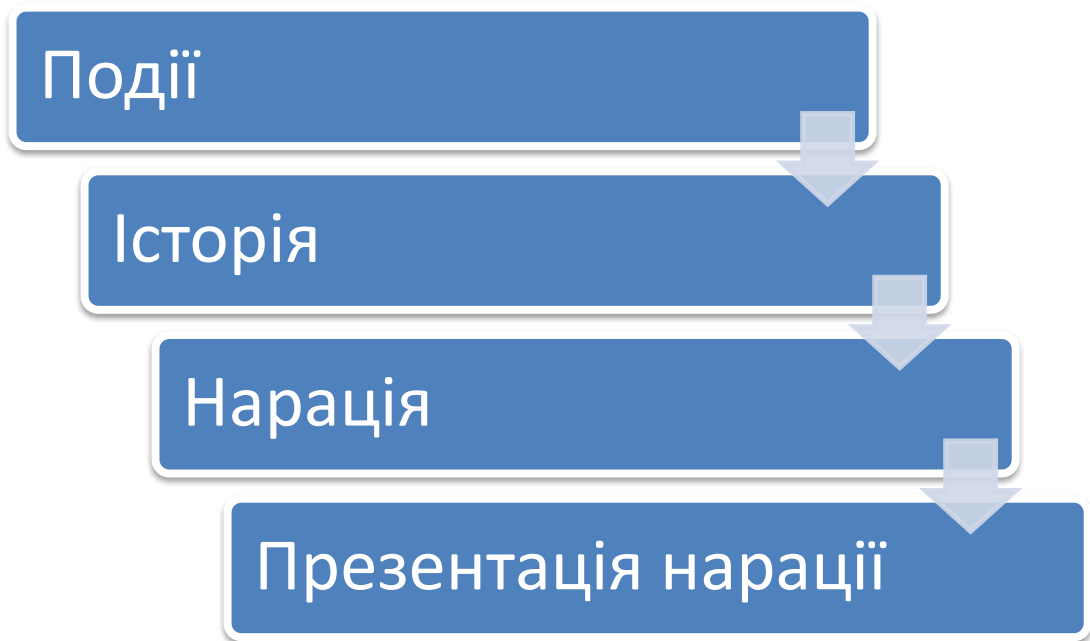 Події
Історія
Нарація
Презентація нарації